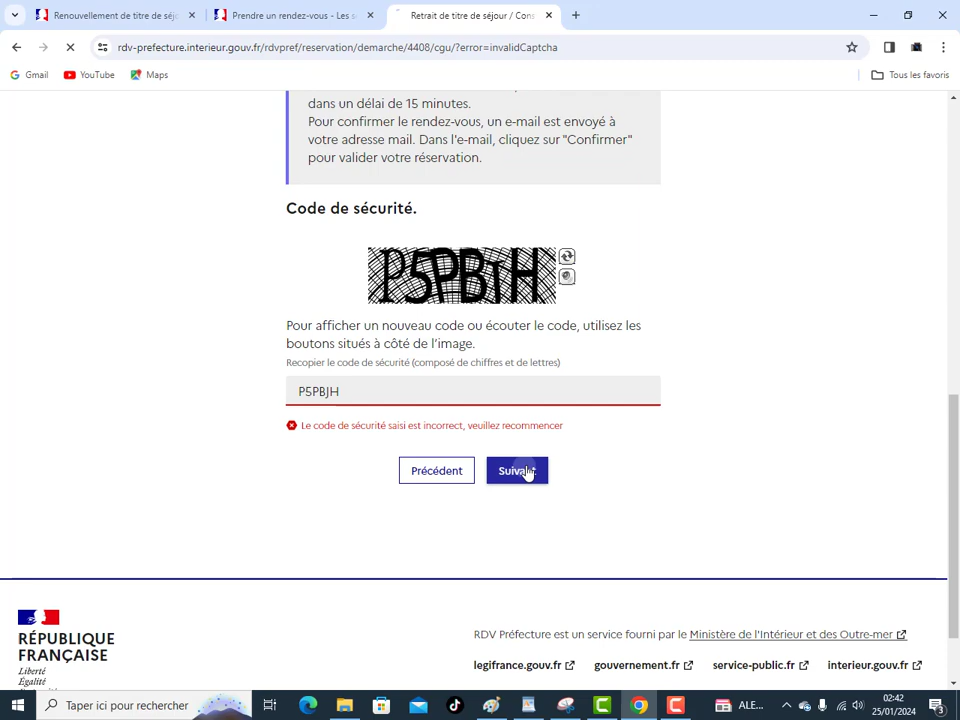 Renouvellement de titre de séj
Prendre un rendez-vous - Les s
Retrait de titre de séjour / Cons
rdv-prefecture.interieur.gouv.fr/rdvpref/reservation/demarche/4408/cgu/?error=invalidCaptcha
Gmail
YouTube
Maps
Tous les favoris
dans un délai de 15 minutes.
Pour confirmer le rendez-vous, un e-mail est envoyé à
votre adresse mail. Dans l'e-mail, cliquez sur "Confirmer"
pour valider votre réservation.
Code de sécurité.
Pour afficher un nouveau code ou écouter le code, utilisez les
boutons situés à côté de l'image.
Recopier le code de sécurité (composé de chiffres et de lettres)
P5PBJH
Le code de sécurité saisi est incorrect, veuillez recommencer
Précédent
Suivant
RÉPUBLIQUE
FRANÇAISE
Liberté
Égalité
RDV Préfecture est un service fourni par le Ministère de l'Intérieur et des Outre-mer
legifrance.gouv.fr
gouvernement.fr
service-public.fr
interieur.gouv.fr
Taper ici pour rechercher
ALE...
02:42
25/01/2024
3